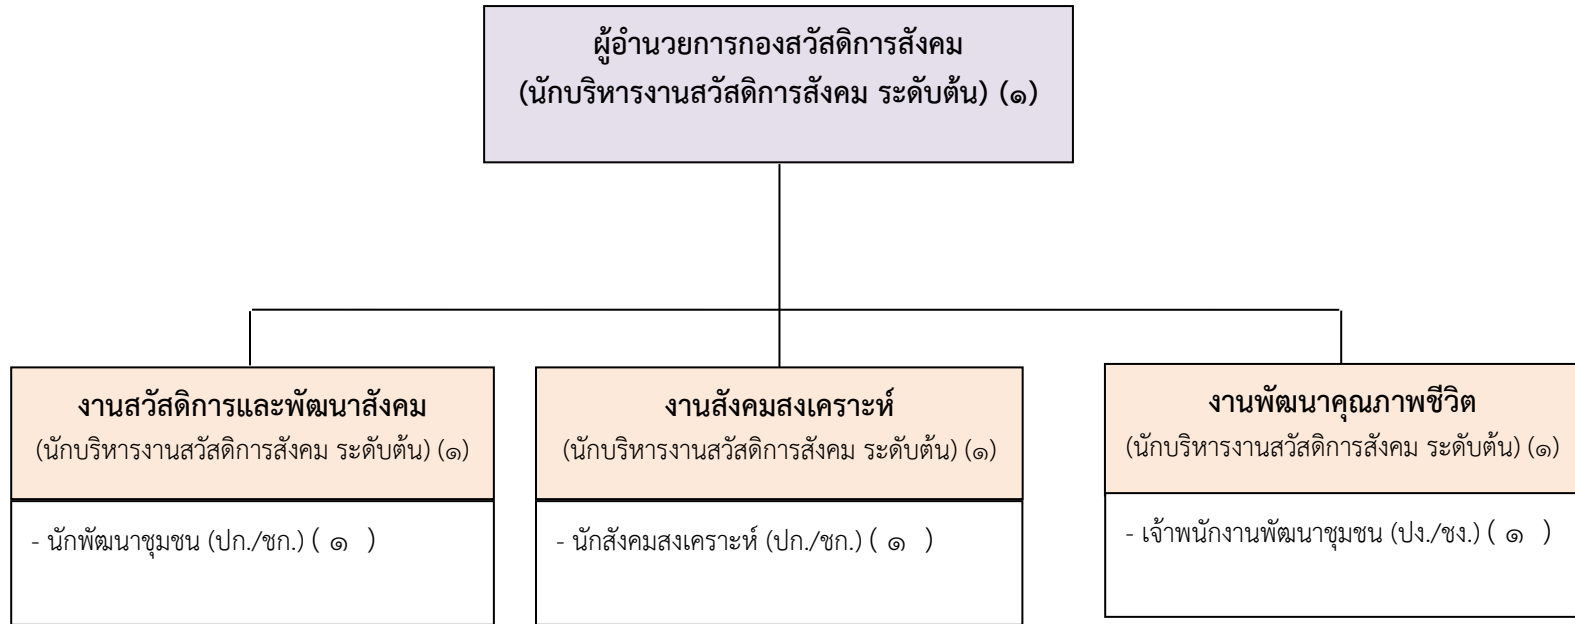 ผู้อำนวยการกองสวัสดิการสังคม
(นักบริหารงานสวัสดิการสังคม ระดับต้น) (๑)
งานสวัสดิการและพัฒนาสังคม
(นักบริหารงานสวัสดิการสังคม ระดับต้น) (๑)
- นักพัฒนาชุมชน (ปก./ชก.) ( ๑ )
งานสังคมสงเคราะห์
(นักบริหารงานสวัสดิการสังคม ระดับต้น) (๑)
- นักสังคมสงเคราะห์ (ปก./ชก.) ( ๑ )
งานพัฒนาคุณภาพชีวิต
(นักบริหารงานสวัสดิการสังคม ระดับต้น) (๑)
- เจ้าพนักงานพัฒนาชุมชน (ปง./ชง.) ( ๑ )